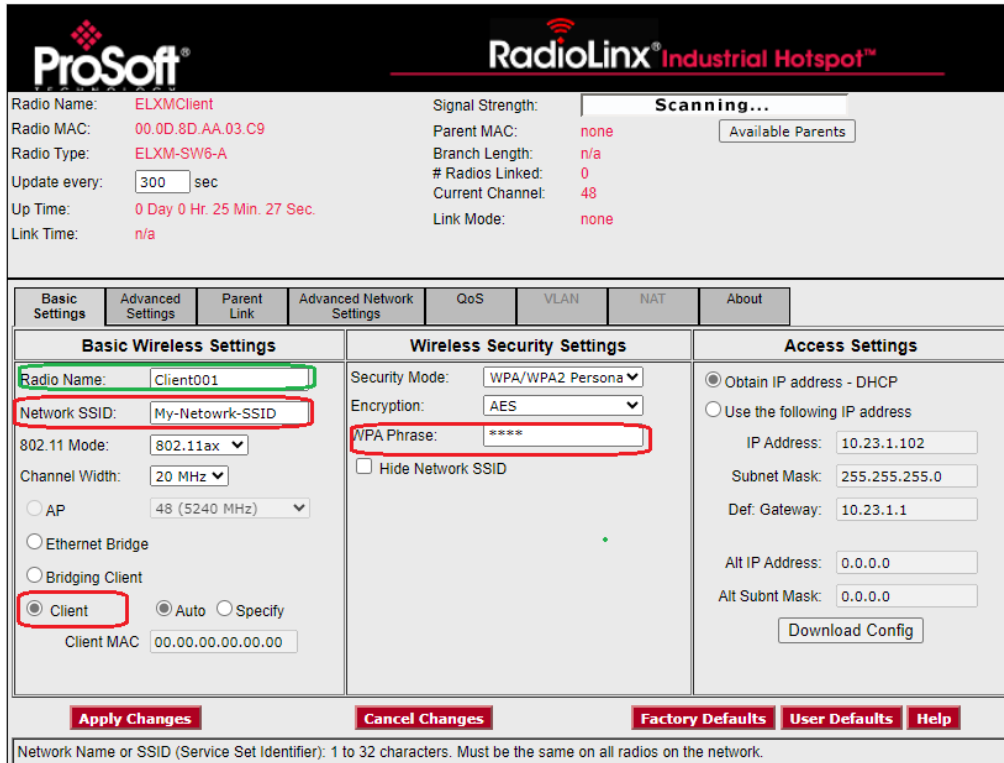 ProSoft®
TECHNOLOGY
RadioLinx® Industrial Hotspot™
Radio Name: ELXMClient
Radio MAC: 00.0D.8D.AA.03.C9
Radio Type: ELXM-SW6-A
Update every: 300 sec
Up Time: 0 Day 0 Hr. 25 Min. 27 Sec.
Link Time: n/a
Signal Strength: Scanning...
Parent MAC: none Available Parents
Branch Length: n/a
# Radios Linked: 0
Current Channel: 48
Link Mode: none
Basic Settings
Advanced Settings
Parent Link
Advanced Network Settings
QoS
VLAN
NAT
About
Basic Wireless Settings
Radio Name: Client001
Network SSID: My-Netowrk-SSID
802.11 Mode: 802.11ax
Channel Width: 20 MHz
AP 48 (5240 MHz)
Ethernet Bridge
Bridging Client
Client Auto Specify
Client MAC 00.00.00.00.00.00
Wireless Security Settings
Security Mode: WPA/WPA2 Persona
Encryption: AES
WPA Phrase: ****
Hide Network SSID
Access Settings
Obtain IP address - DHCP
Use the following IP address
IP Address: 10.23.1.102
Subnet Mask: 255.255.255.0
Def: Gateway: 10.23.1.1
Alt IP Address: 0.0.0.0
Alt Subnt Mask: 0.0.0.0
Download Config
Apply Changes Cancel Changes Factory Defaults User Defaults Help
Network Name or SSID (Service Set Identifier): 1 to 32 characters. Must be the same on all radios on the network.